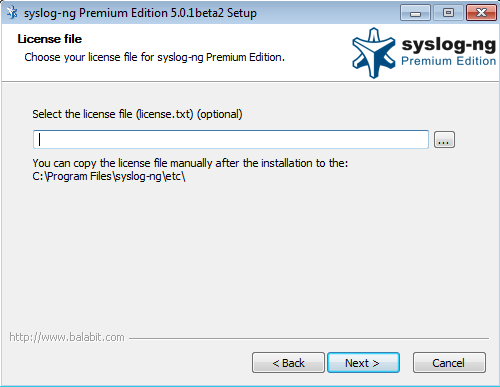 syslog-ng Premium Edition 5.0.1beta2 Setup
License file
Choose your license file for syslog-ng Premium Edition.
syslog-ng
Premium Edition
Select the license file (license.txt) (optional)
...
You can copy the license file manually after the installation to the:
C:\Program Files\syslog-ng\etc\
http://www.balabit.com
< Back
Next >
Cancel